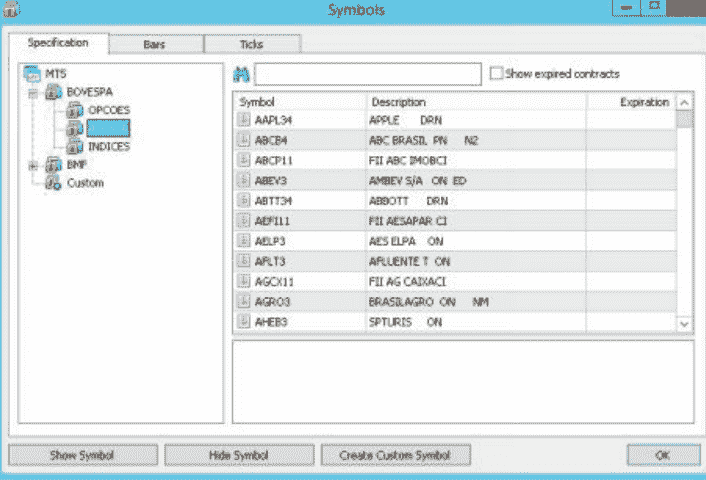 Symbols
Specification
Bars
Ticks
MT5
BOVESPA
OPCOES
INDICES
BMF
Custom
Show expired contracts
Symbol Description Expiration
AAPL34 APPLE DRN
ABCB4 ABC BRASIL PN N2
ABCP11 FII ABC IMOBCI
ABEV3 AMBEV S/A ON ED
ABTT34 ABBOTT DRN
AEFI11 FII AESAPAR CI
AELP3 AES ELPA ON
AFLT3 AFLUENTE T ON
AGCX11 FII AG CAIXACI
AGRO3 BRASILAGRO ON NM
AHEB3 SPTURIS ON
Show Symbol
Hide Symbol
Create Custom Symbol
OK